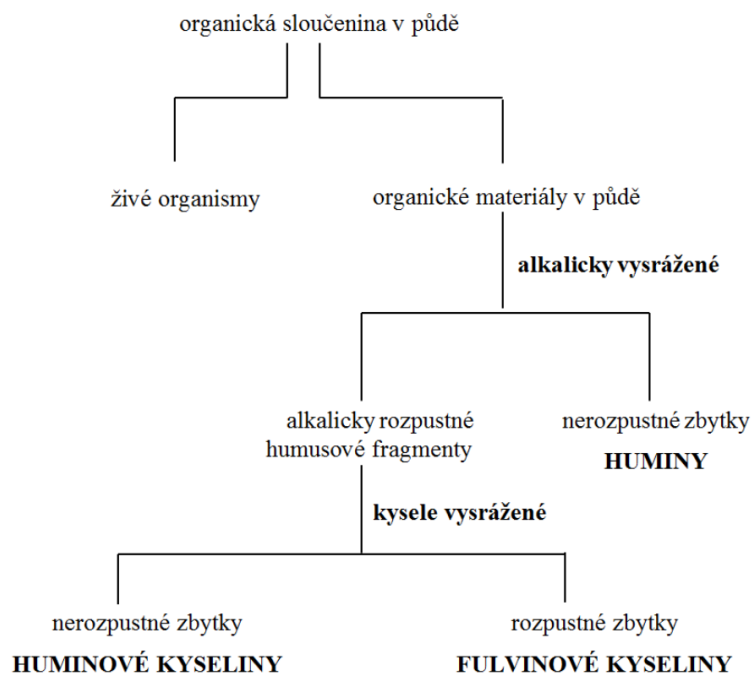 organická sloučenina v půdě
živé organismy
organické materiály v půdě
alkalicky vysrážené
alkalicky rozpustné
humusové fragmenty
nerozpustné zbytky
HUMINY
kysele vysrážené
nerozpustné zbytky
HUMINOVÉ KYSELINY
rozpustné zbytky
FULVINOVÉ KYSELINY